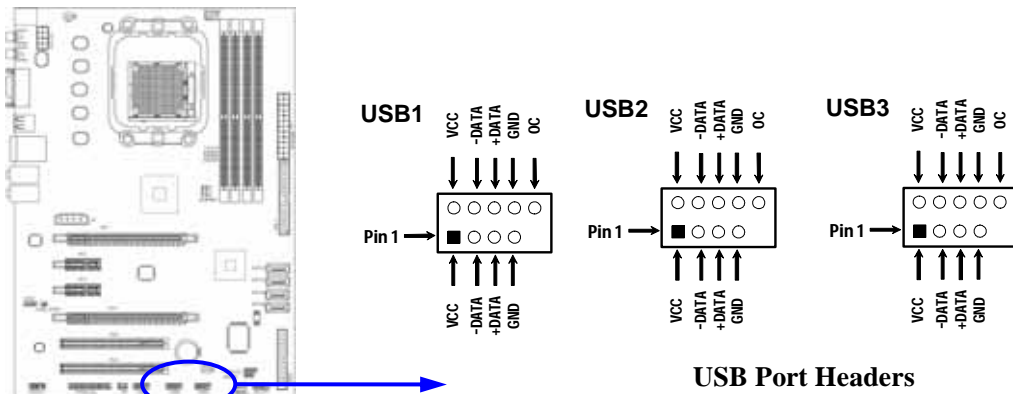 USB1
VCC -DATA +DATA GND OC
Pin 1
VCC -DATA +DATA GND
USB2
VCC -DATA +DATA GND OC
Pin 1
VCC -DATA +DATA GND
USB3
VCC -DATA +DATA GND OC
Pin 1
VCC -DATA +DATA GND
USB Port Headers